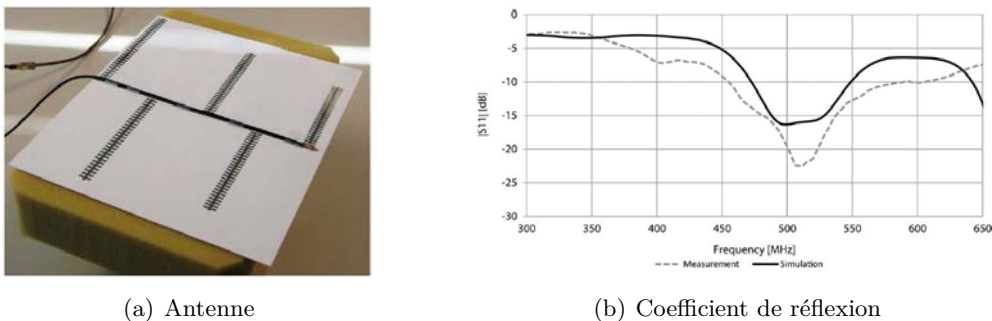 0
-5
-10
-15
-20
-25
-30
|S11| [dB]
300 350 400 450 500 550 600 650
Frequency [MHz]
Measurement Simulation
(a) Antenne
(b) Coefficient de réflexion